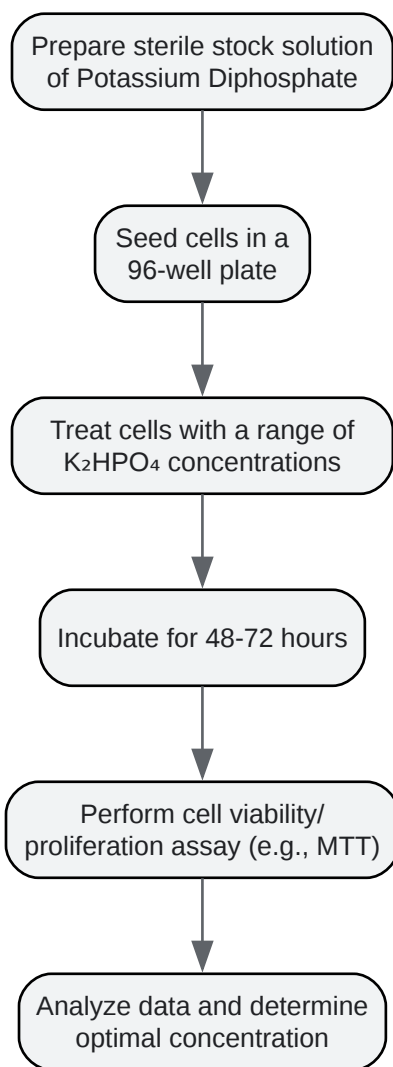 Prepare sterile stock solution
of Potassium Diphosphate
Seed cells in a
96-well plate
Treat cells with a range of
K₂HPO₄ concentrations
Incubate for 48-72 hours
Perform cell viability/
proliferation assay (e.g., MTT)
Analyze data and determine
optimal concentration